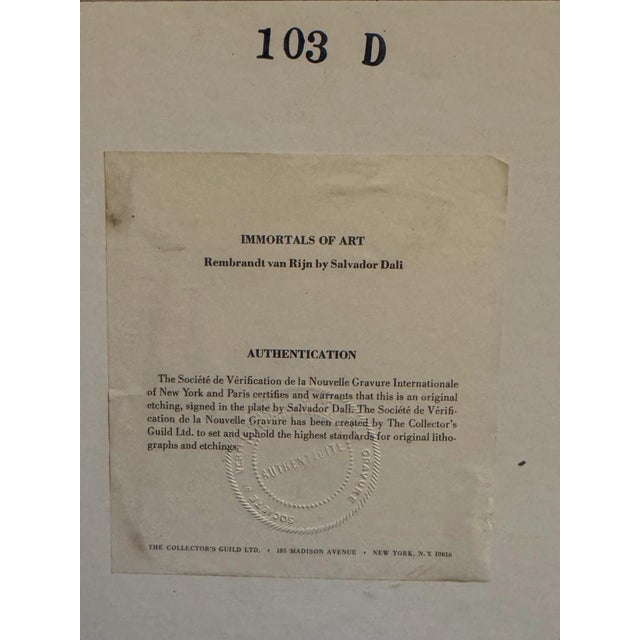 103 D
IMMORTALS OF ART
Rembrandt van Rijn by Salvador Dali
AUTHENTICATION
The Société de Vérification de la Nouvelle Gravure Internationale
of New York and Paris certifies and warrants that this is an original
etching, signed in the plate by Salvador Dali. The Société de Vérifi-
cation de la Nouvelle Gravure has been created by The Collector's
Guild Ltd. to set and uphold the highest standards for original litho-
graphs and etchings.
AUTHENTICITE
SOCIETE
GRAVURE
THE COLLECTOR'S GUILD LTD. • 185 MADISON AVENUE • NEW YORK, N.Y. 10016